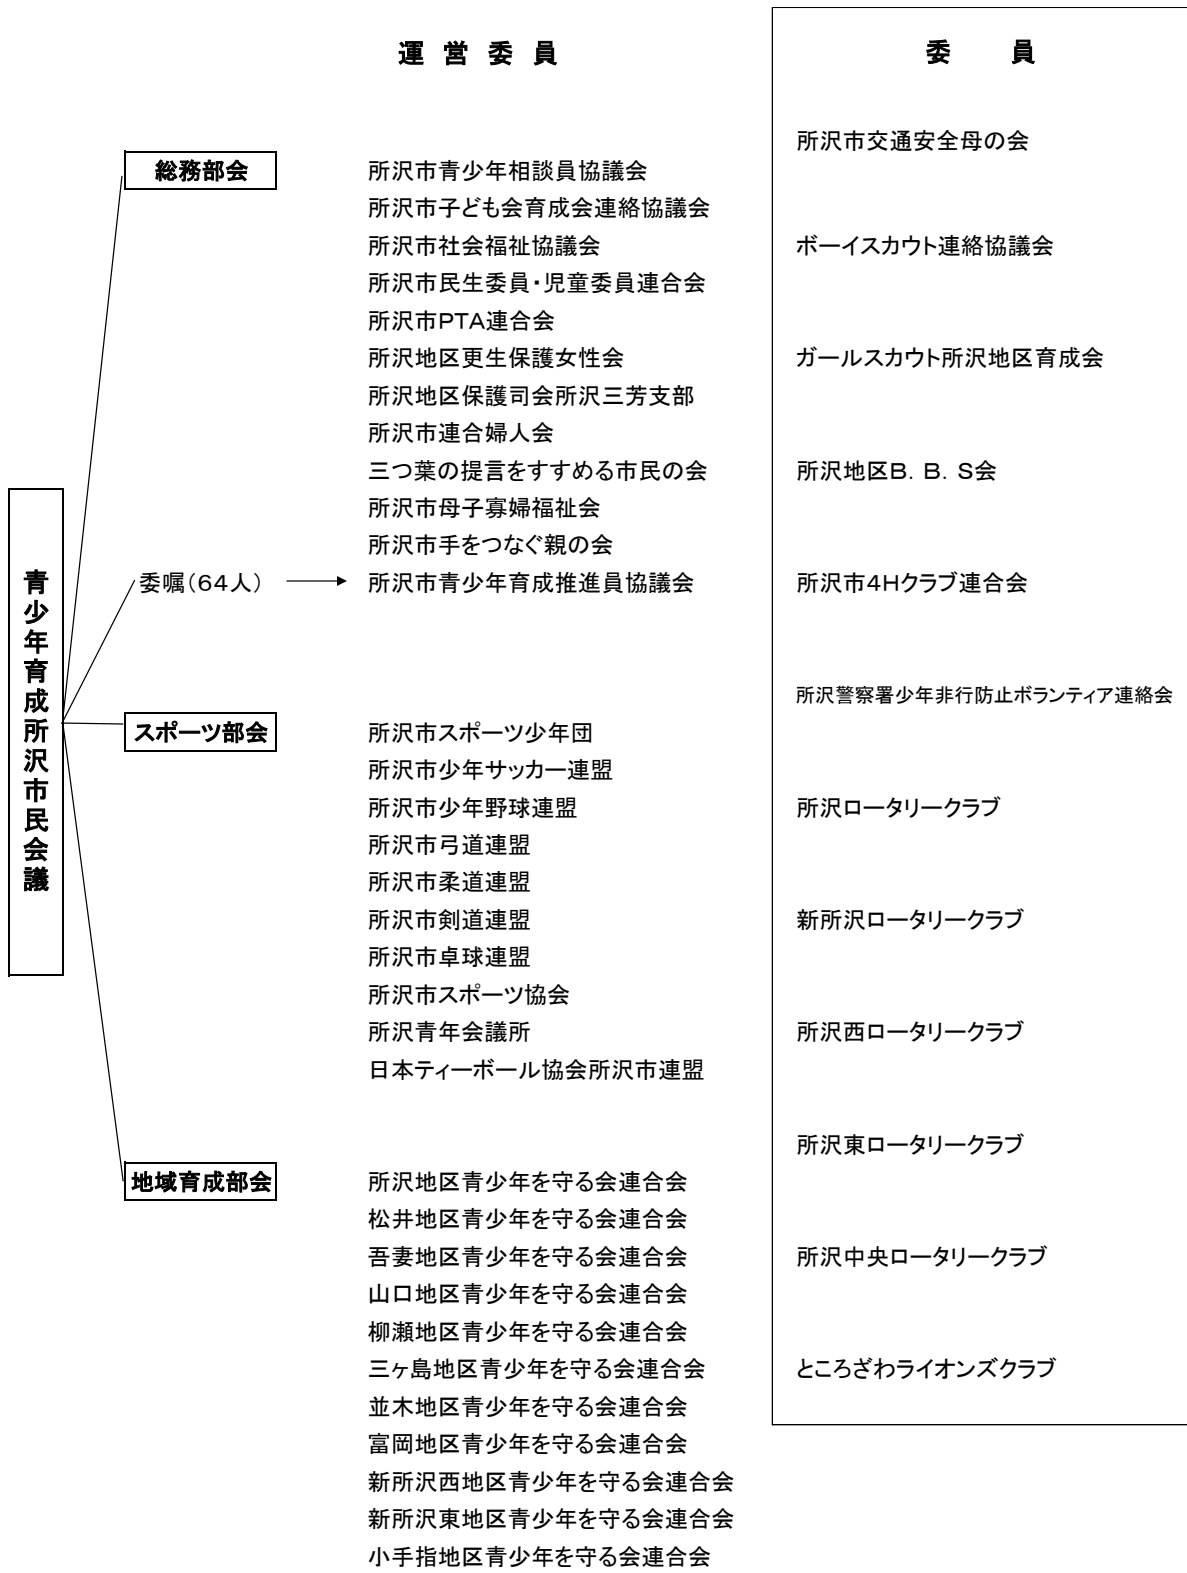 青少年育成所沢市民会議
運営委員
総務部会
所沢市青少年相談員協議会
所沢市子ども会育成会連絡協議会
所沢市社会福祉協議会
所沢市民生委員・児童委員連合会
所沢市PTA連合会
所沢地区更生保護女性会
所沢地区保護司会所沢三芳支部
所沢市連合婦人会
三つ葉の提言をすすめる市民の会
所沢市母子寡婦福祉会
所沢市手をつなぐ親の会
委嘱(64人)
所沢市青少年育成推進員協議会
スポーツ部会
所沢市スポーツ少年団
所沢市少年サッカー連盟
所沢市少年野球連盟
所沢市弓道連盟
所沢市柔道連盟
所沢市剣道連盟
所沢市卓球連盟
所沢市スポーツ協会
所沢青年会議所
日本ティーボール協会所沢市連盟
地域育成部会
所沢地区青少年を守る会連合会
松井地区青少年を守る会連合会
吾妻地区青少年を守る会連合会
山口地区青少年を守る会連合会
柳瀬地区青少年を守る会連合会
三ヶ島地区青少年を守る会連合会
並木地区青少年を守る会連合会
富岡地区青少年を守る会連合会
新所沢西地区青少年を守る会連合会
新所沢東地区青少年を守る会連合会
小手指地区青少年を守る会連合会
委員
所沢市交通安全母の会
ボーイスカウト連絡協議会
ガールスカウト所沢地区育成会
所沢地区B．B．S会
所沢市4Hクラブ連合会
所沢警察署少年非行防止ボランティア連絡会
所沢ロータリークラブ
新所沢ロータリークラブ
所沢西ロータリークラブ
所沢東ロータリークラブ
所沢中央ロータリークラブ
ところざわライオンズクラブ